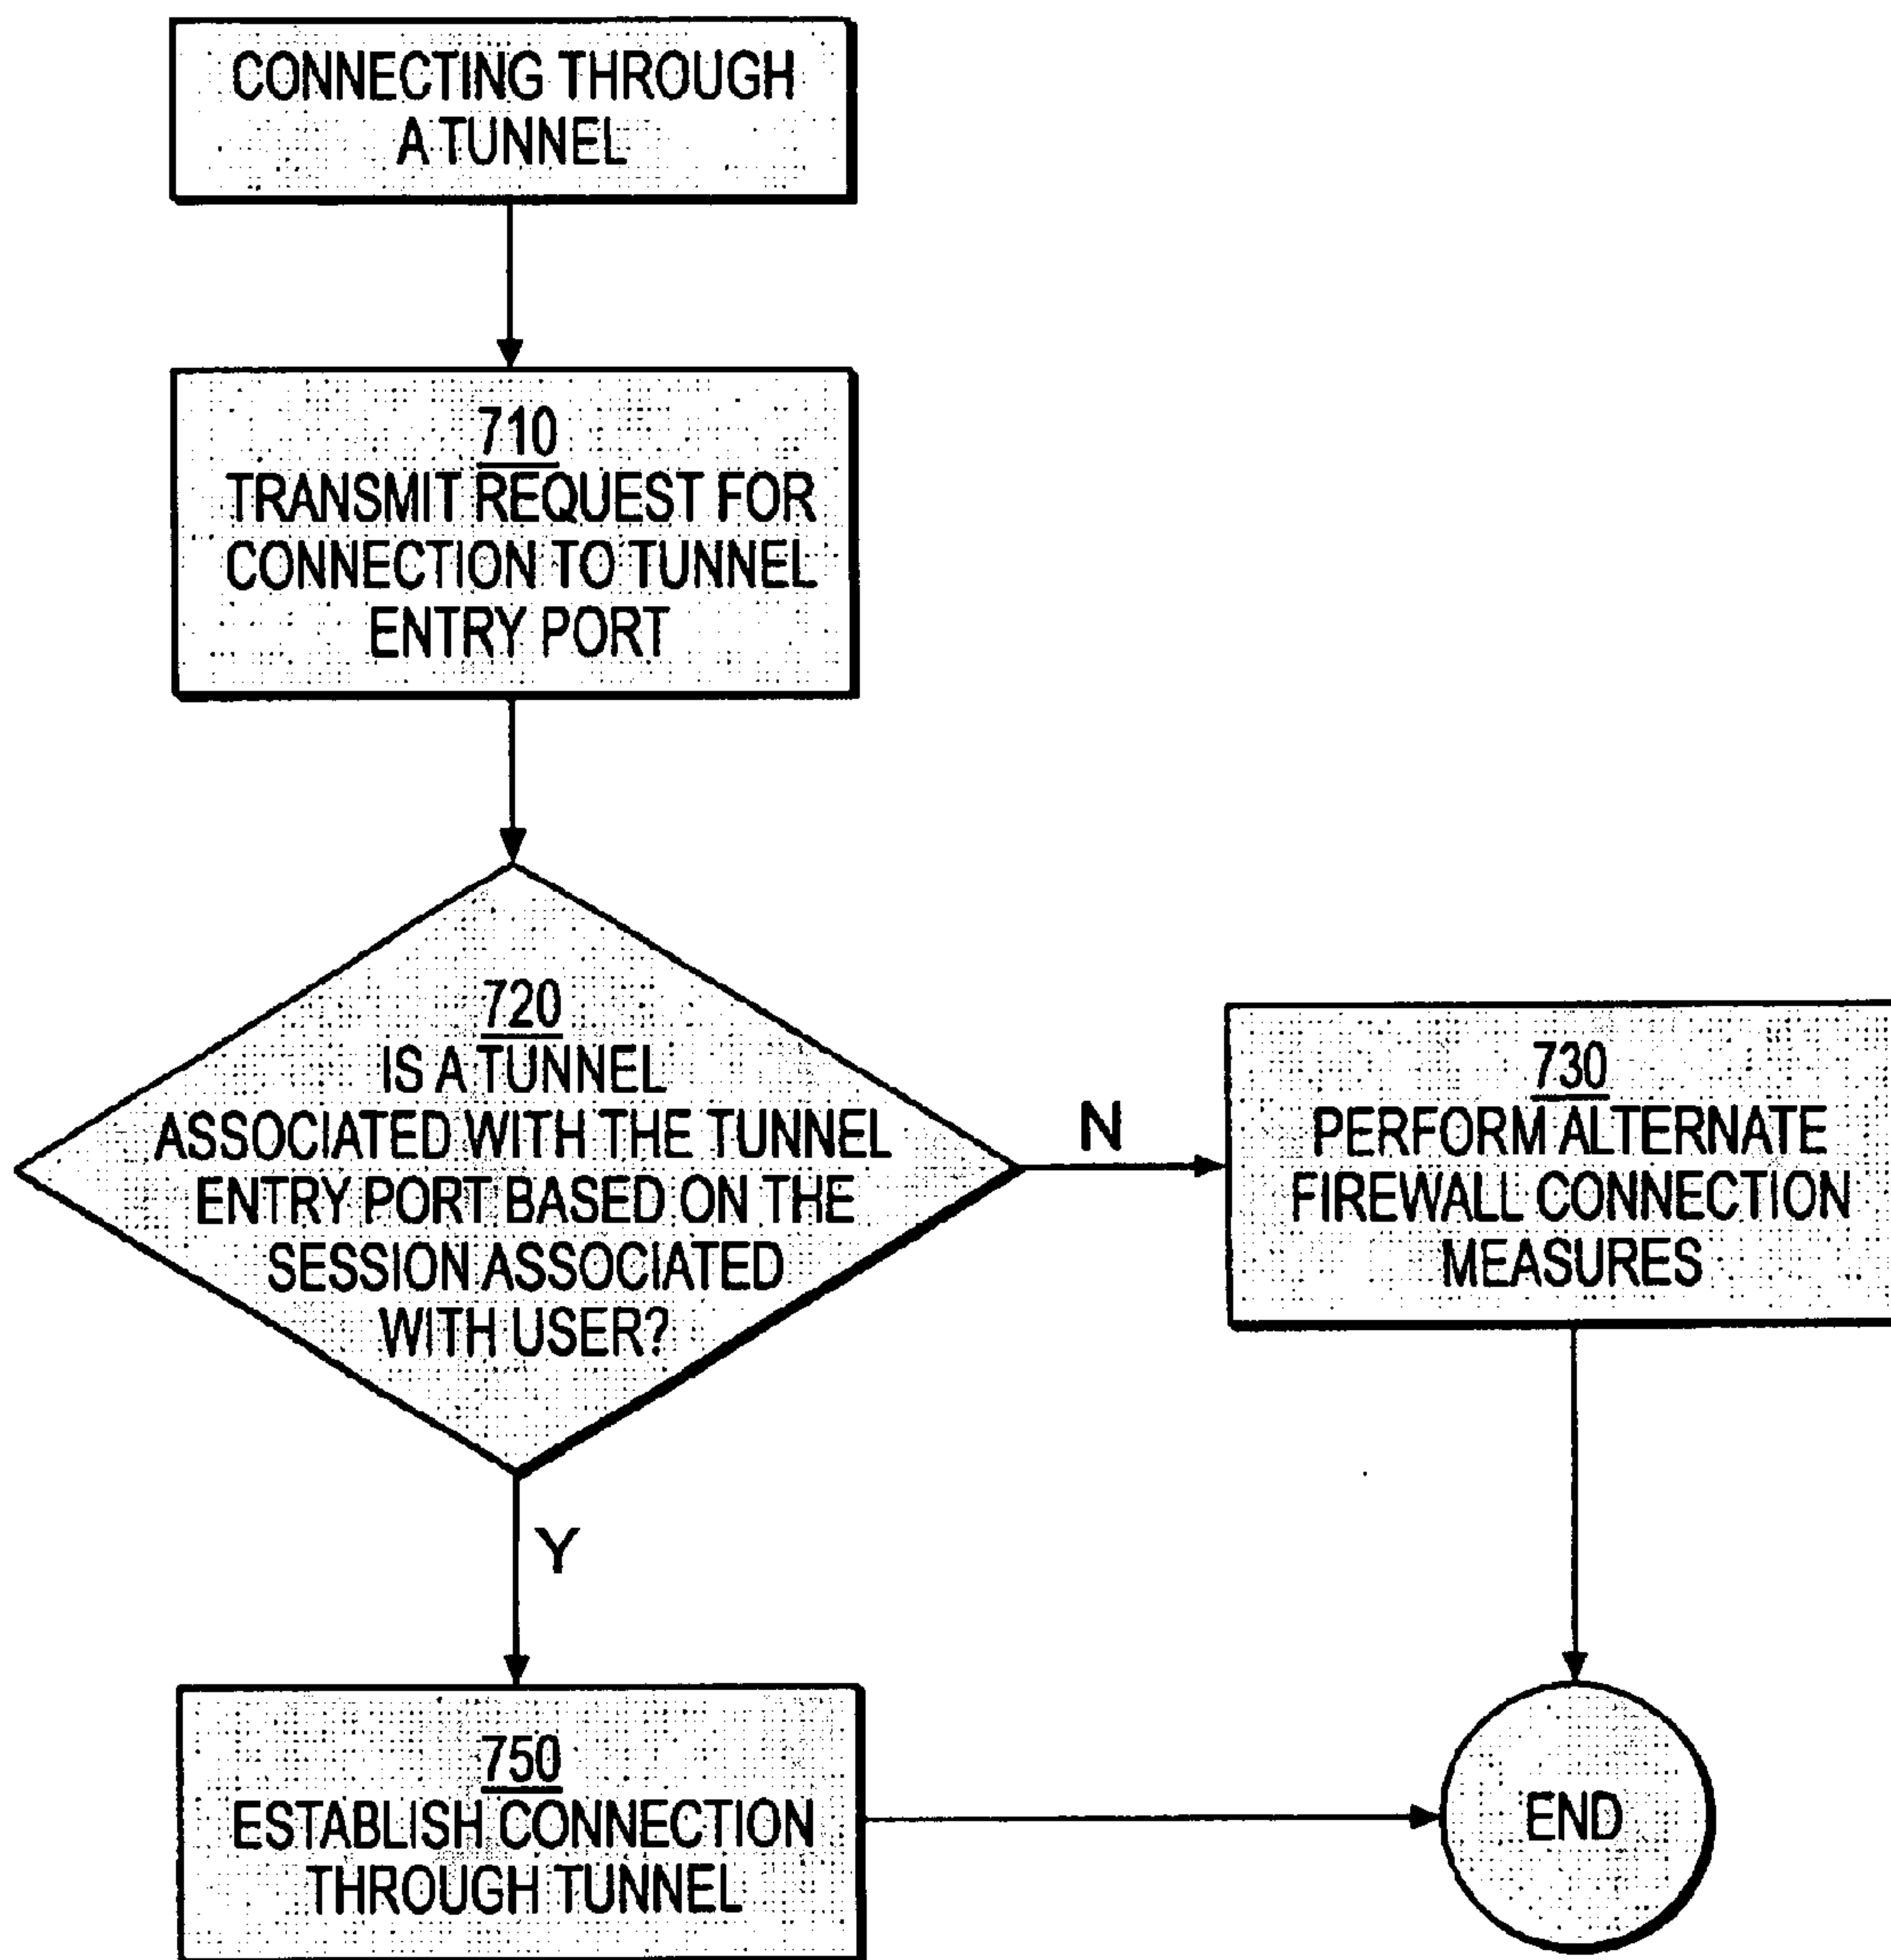 CONNECTING THROUGH
A TUNNEL
710
TRANSMIT REQUEST FOR
CONNECTION TO TUNNEL
ENTRY PORT
720
IS A TUNNEL
ASSOCIATED WITH THE TUNNEL
ENTRY PORT BASED ON THE
SESSION ASSOCIATED
WITH USER?
N
730
PERFORM ALTERNATE
FIREWALL CONNECTION
MEASURES
Y
750
ESTABLISH CONNECTION
THROUGH TUNNEL
END